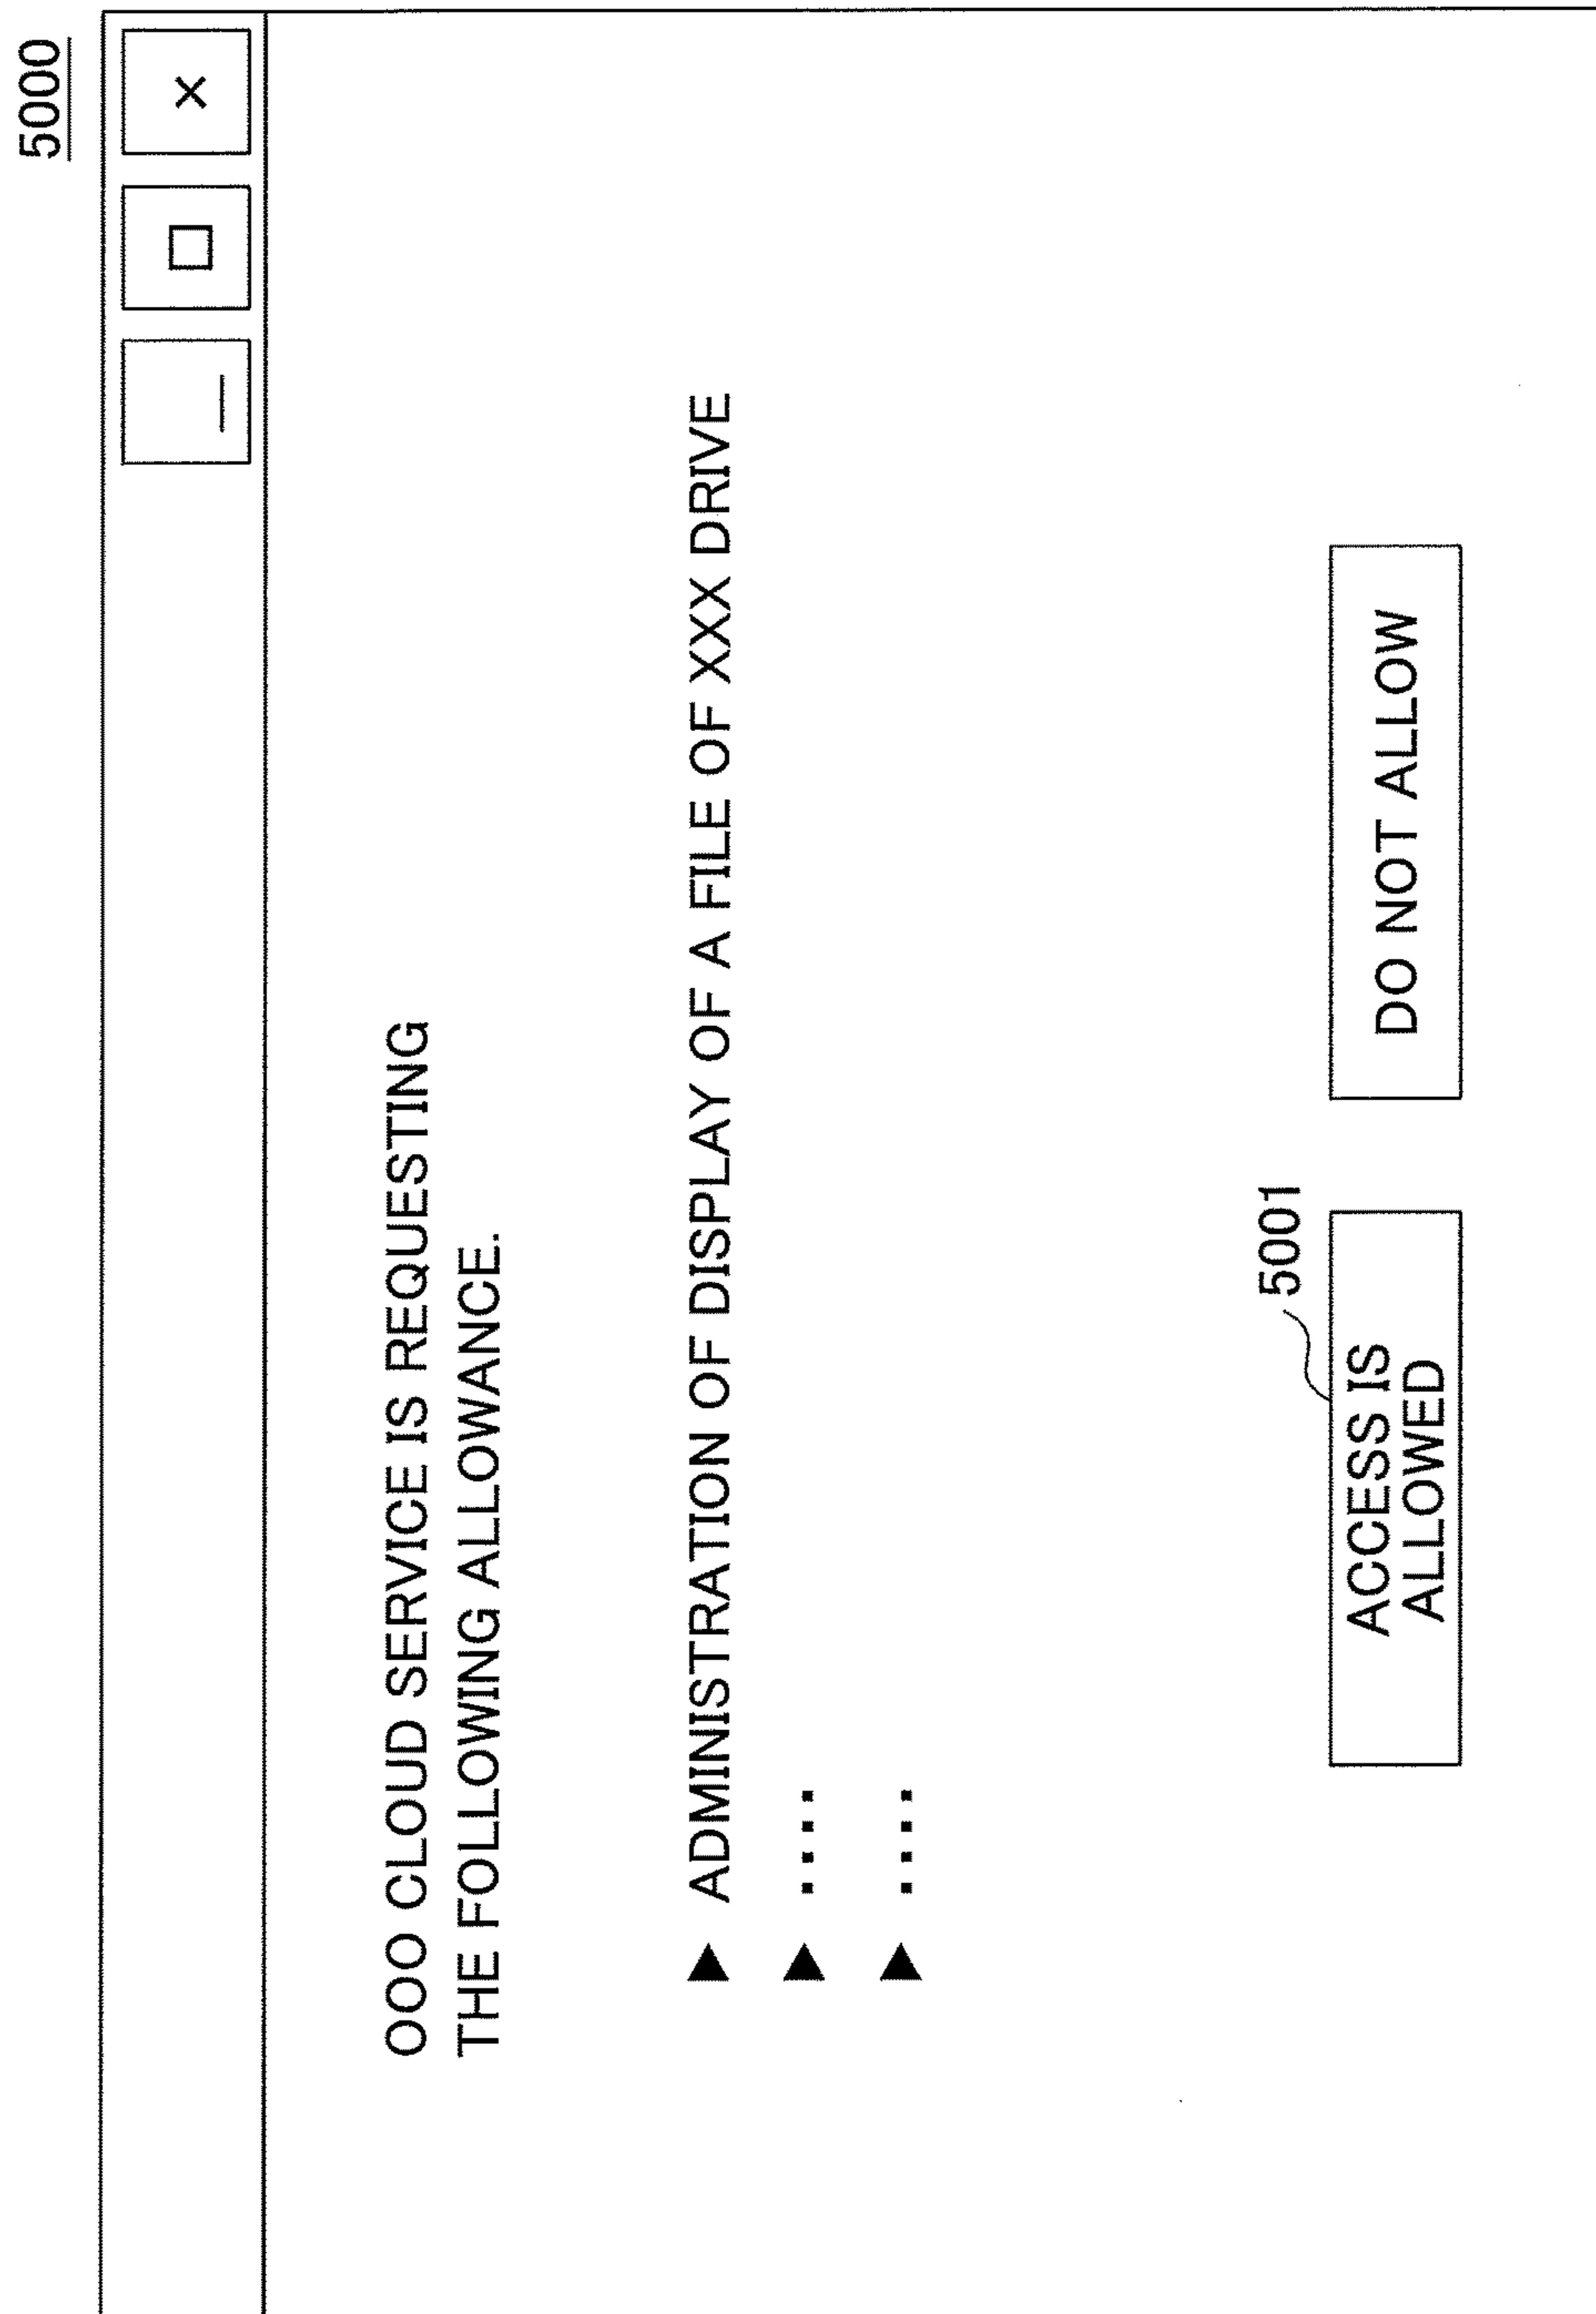 5000
OOO CLOUD SERVICE IS REQUESTING
THE FOLLOWING ALLOWANCE.
▶ ADMINISTRATION OF DISPLAY OF A FILE OF XXX DRIVE
▶ ....
▶ ....
5001
ACCESS IS
ALLOWED
DO NOT ALLOW